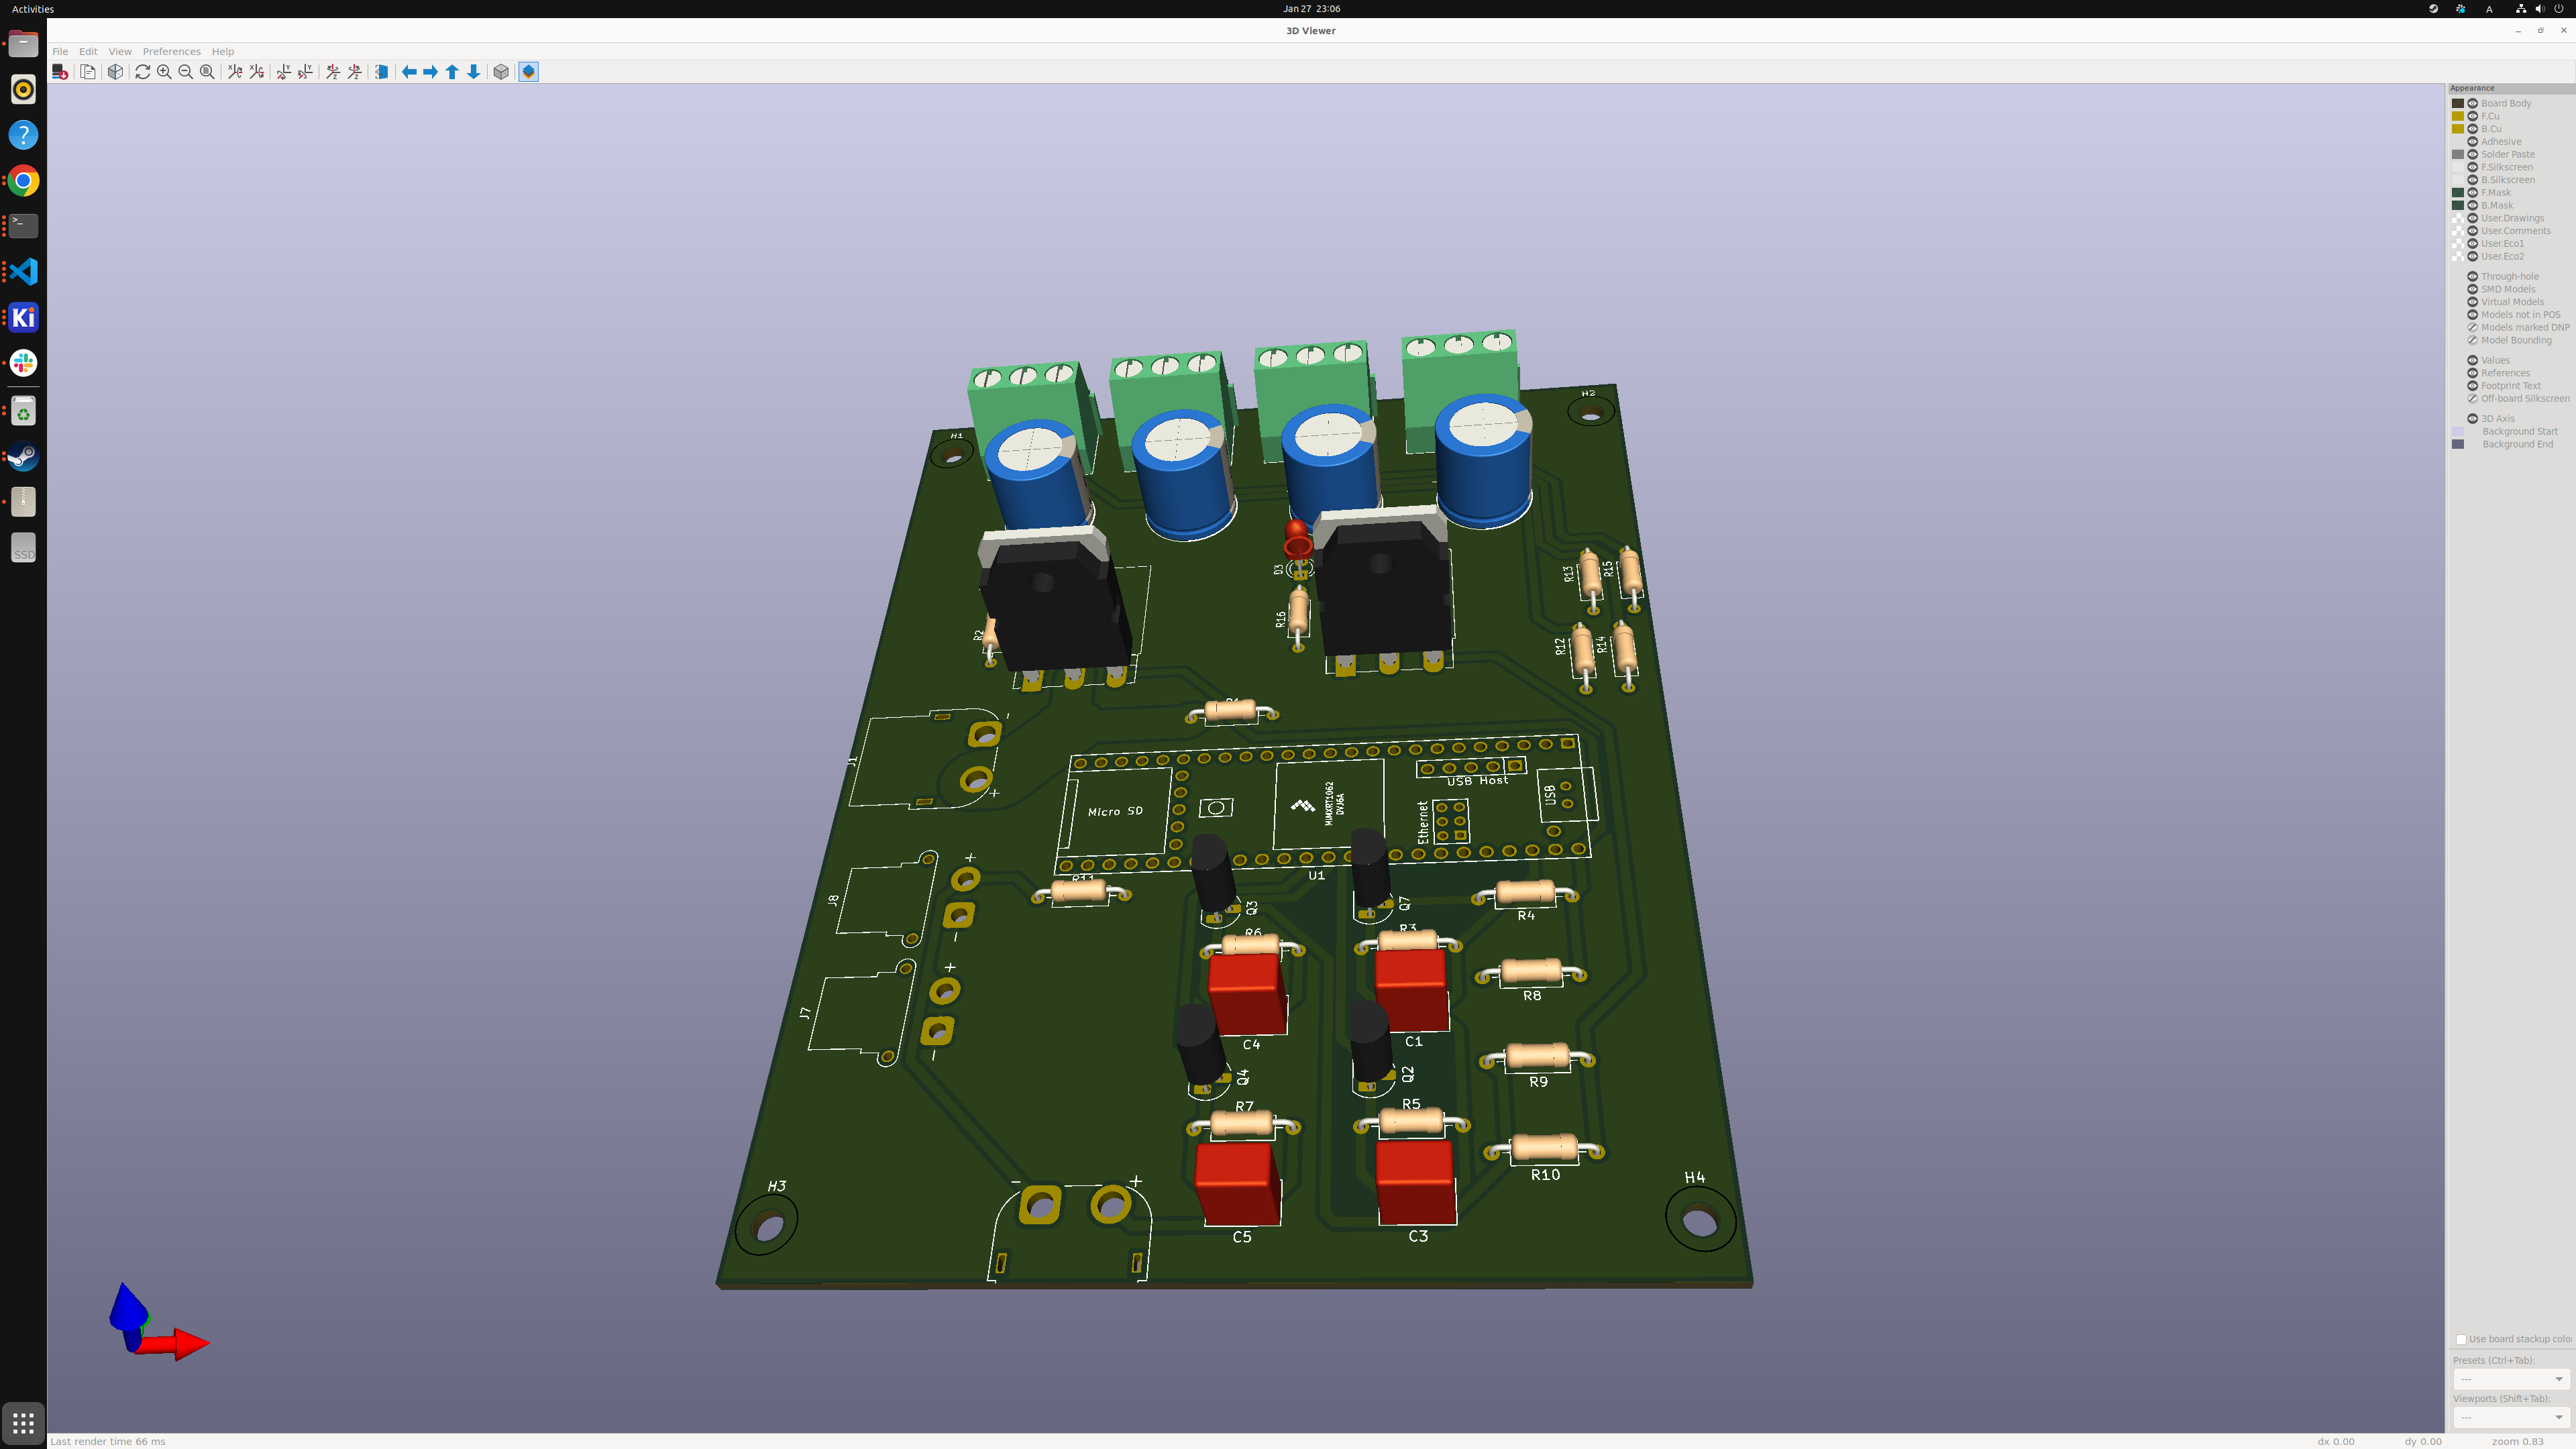 Activities
Jan 27 23:06
A
3D Viewer
File Edit View Preferences Help
Appearance
Board Body
F.Cu
B.Cu
Adhesive
Solder Paste
F.Silkscreen
B.Silkscreen
F.Mask
B.Mask
User.Drawings
User.Comments
User.Eco1
User.Eco2
Through-hole
SMD Models
Virtual Models
Models not in POS
Models marked DNP
Model Bounding
Values
References
Footprint Text
Off-board Silkscreen
3D Axis
Background Start
Background End
>_
Ki
SSD
H1
H2
D3
R13
R15
R16
R2
R12
R14
J1
-
+
USB Host
USB
Micro SD
MIMXRT1062
DVJ6A
Ethernet
U1
R11
J8
+
-
Q3
Q7
R4
R6
R3
R8
J7
+
-
C4
C1
Q4
Q2
R9
R7
R5
R10
H3
H4
-
+
C5
C3
Use board stackup colo
Presets (Ctrl+Tab):
---
Viewports (Shift+Tab):
---
Last render time 66 ms
dx 0.00
dy 0.00
zoom 0.83